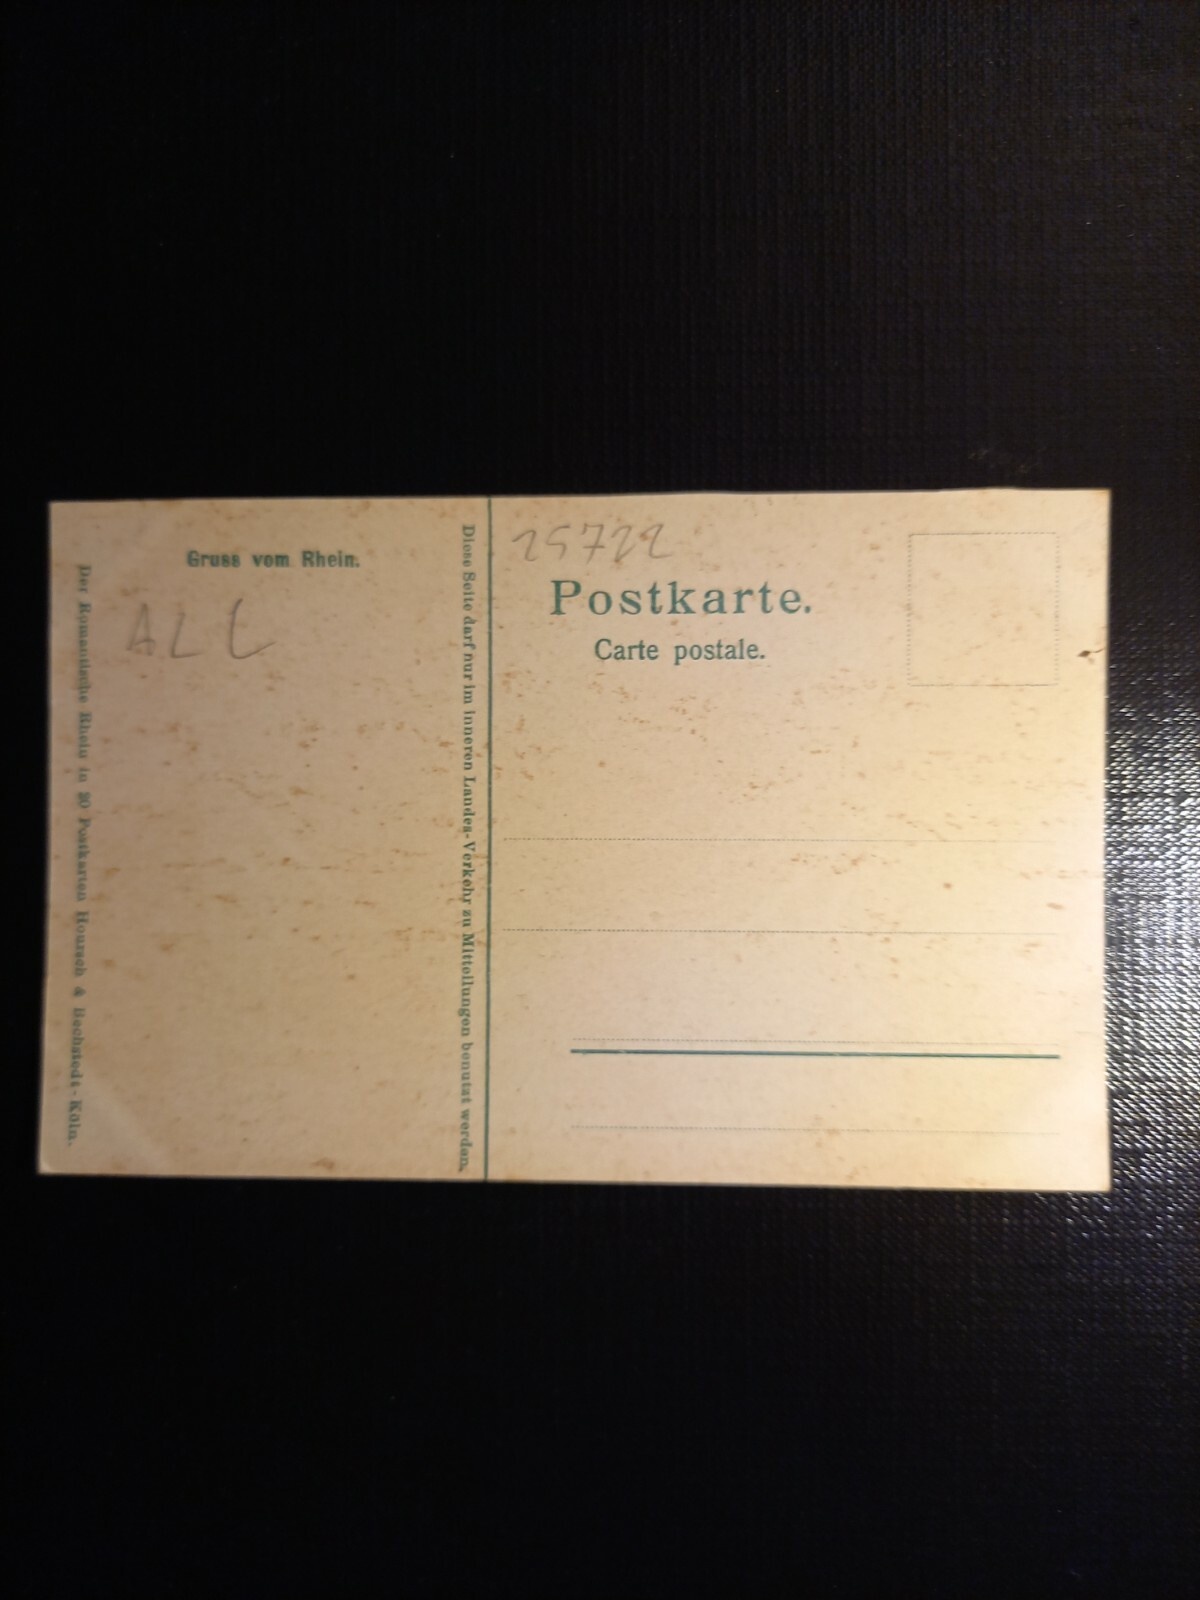 Der Romantische Rhein in 20 Postkarten Hoursch & Bechstedt - Köln.
Gruss vom Rhein.
ALL
Diese Seite darf nur im inneren Landes-Verkehr zu Mitteilungen benutzt werden.
25722
Postkarte.
Carte postale.